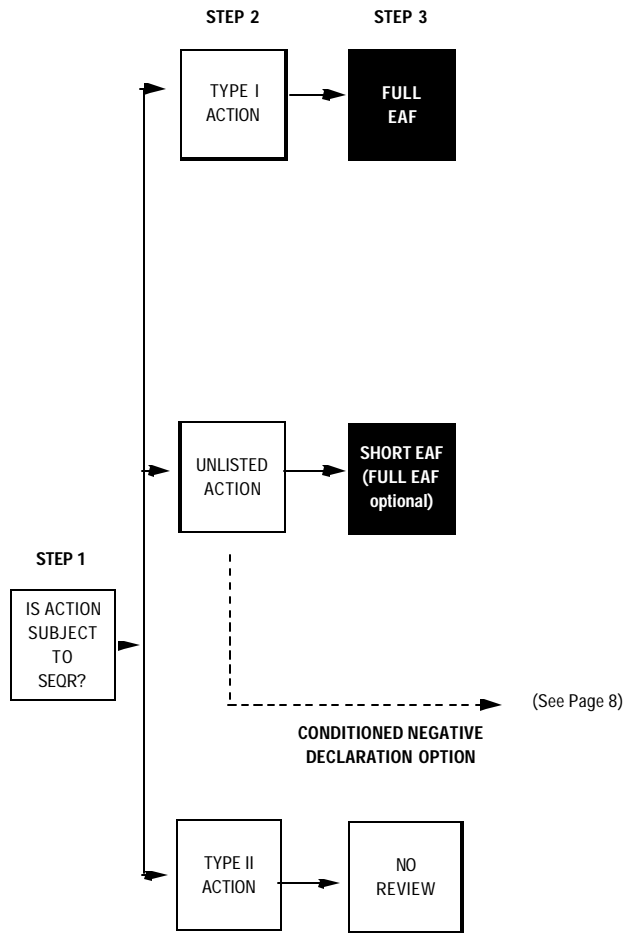 STEP 2
STEP 3
TYPE I
ACTION
FULL
EAF
UNLISTED
ACTION
SHORT EAF
(FULL EAF
optional)
STEP 1
IS ACTION
SUBJECT
TO
SEQR?
(See Page 8)
CONDITIONED NEGATIVE
DECLARATION OPTION
TYPE II
ACTION
NO
REVIEW